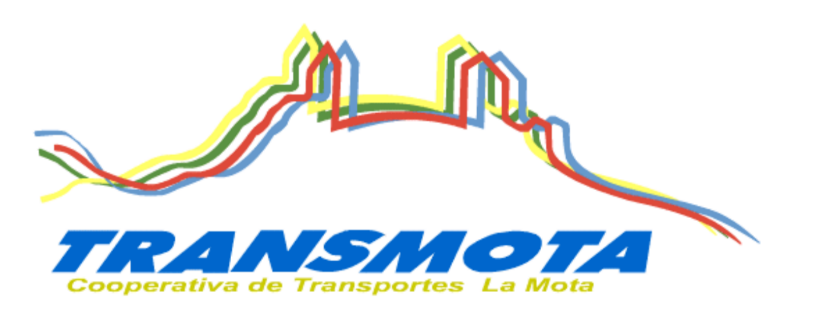 TRANSMOTA
Cooperativa de Transportes La Mota